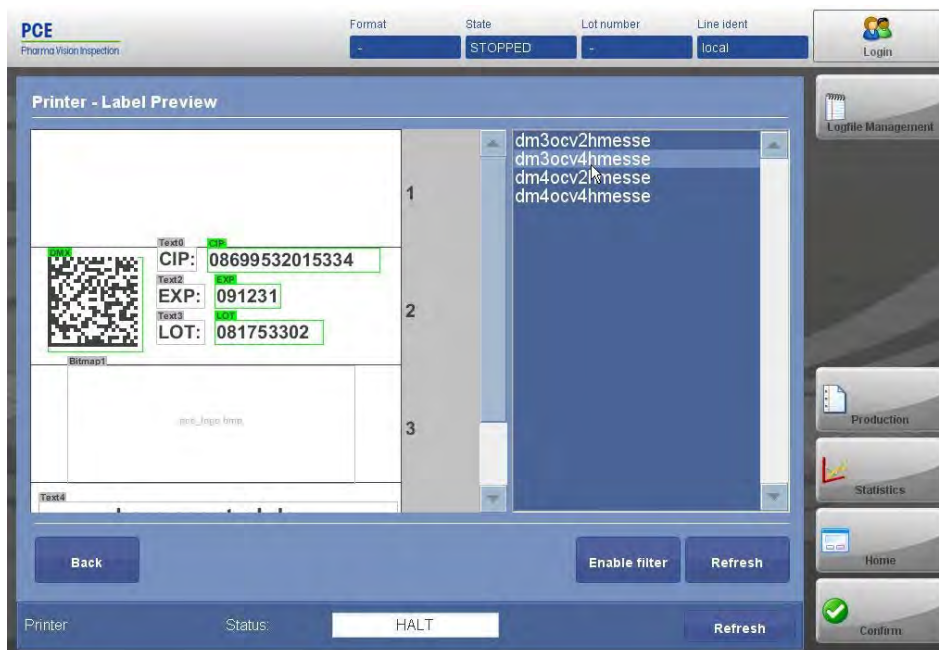 PCE
Pharma Vision Inspection
Format
-
State
STOPPED
Lot number
-
Line ident
local
Login
Printer - Label Preview
1
Text0 CIP
CIP: 08699532015334
DMX
Text2 EXP
EXP: 091231
Text3 LOT
LOT: 081753302
2
Bitmap1
3
Text4
dm3ocv2hmesse
dm3ocv4hmesse
dm4ocv2hmesse
dm4ocv4hmesse
Logfile Management
Production
Statistics
Home
Confirm
Back
Enable filter
Refresh
Printer
Status:
HALT
Refresh